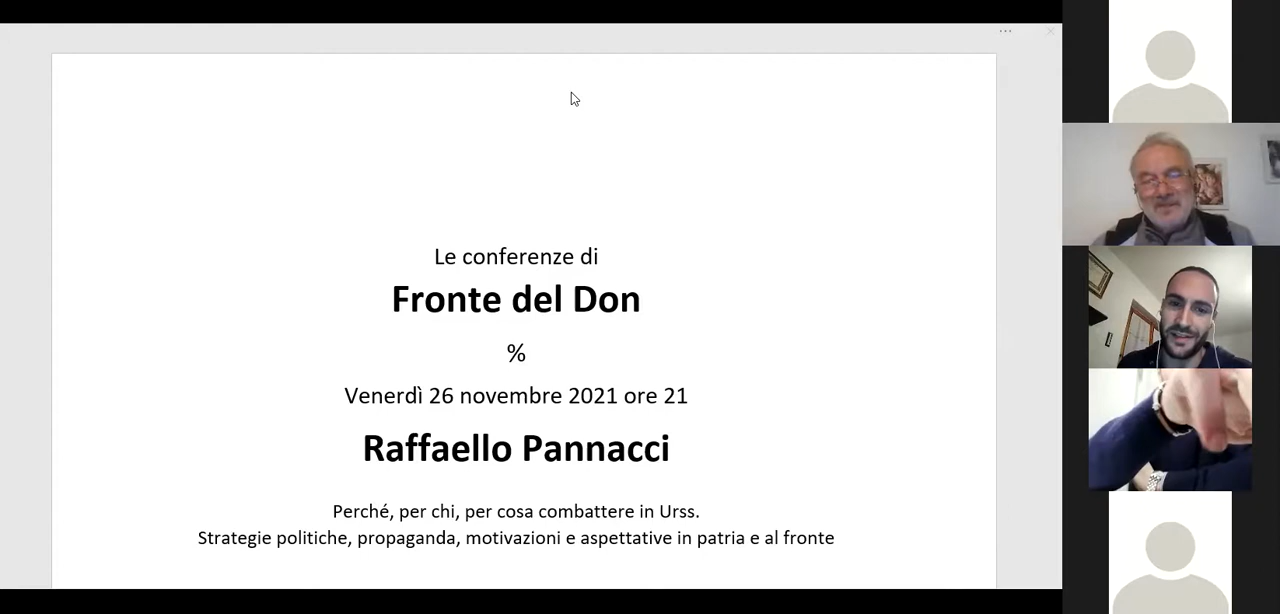 Le conferenze di
Fronte del Don
%
Venerdì 26 novembre 2021 ore 21
Raffaello Pannacci
Perché, per chi, per cosa combattere in Urss.
Strategie politiche, propaganda, motivazioni e aspettative in patria e al fronte